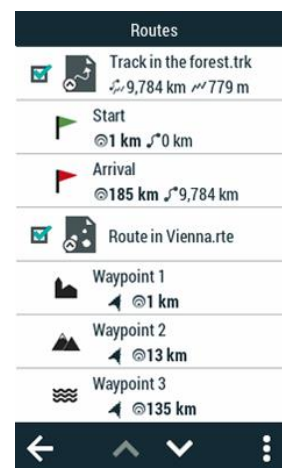 Routes
Track in the forest.trk
9,784 km 779 m
Start
1 km 0 km
Arrival
185 km 9,784 km
Route in Vienna.rte
Waypoint 1
1 km
Waypoint 2
13 km
Waypoint 3
135 km